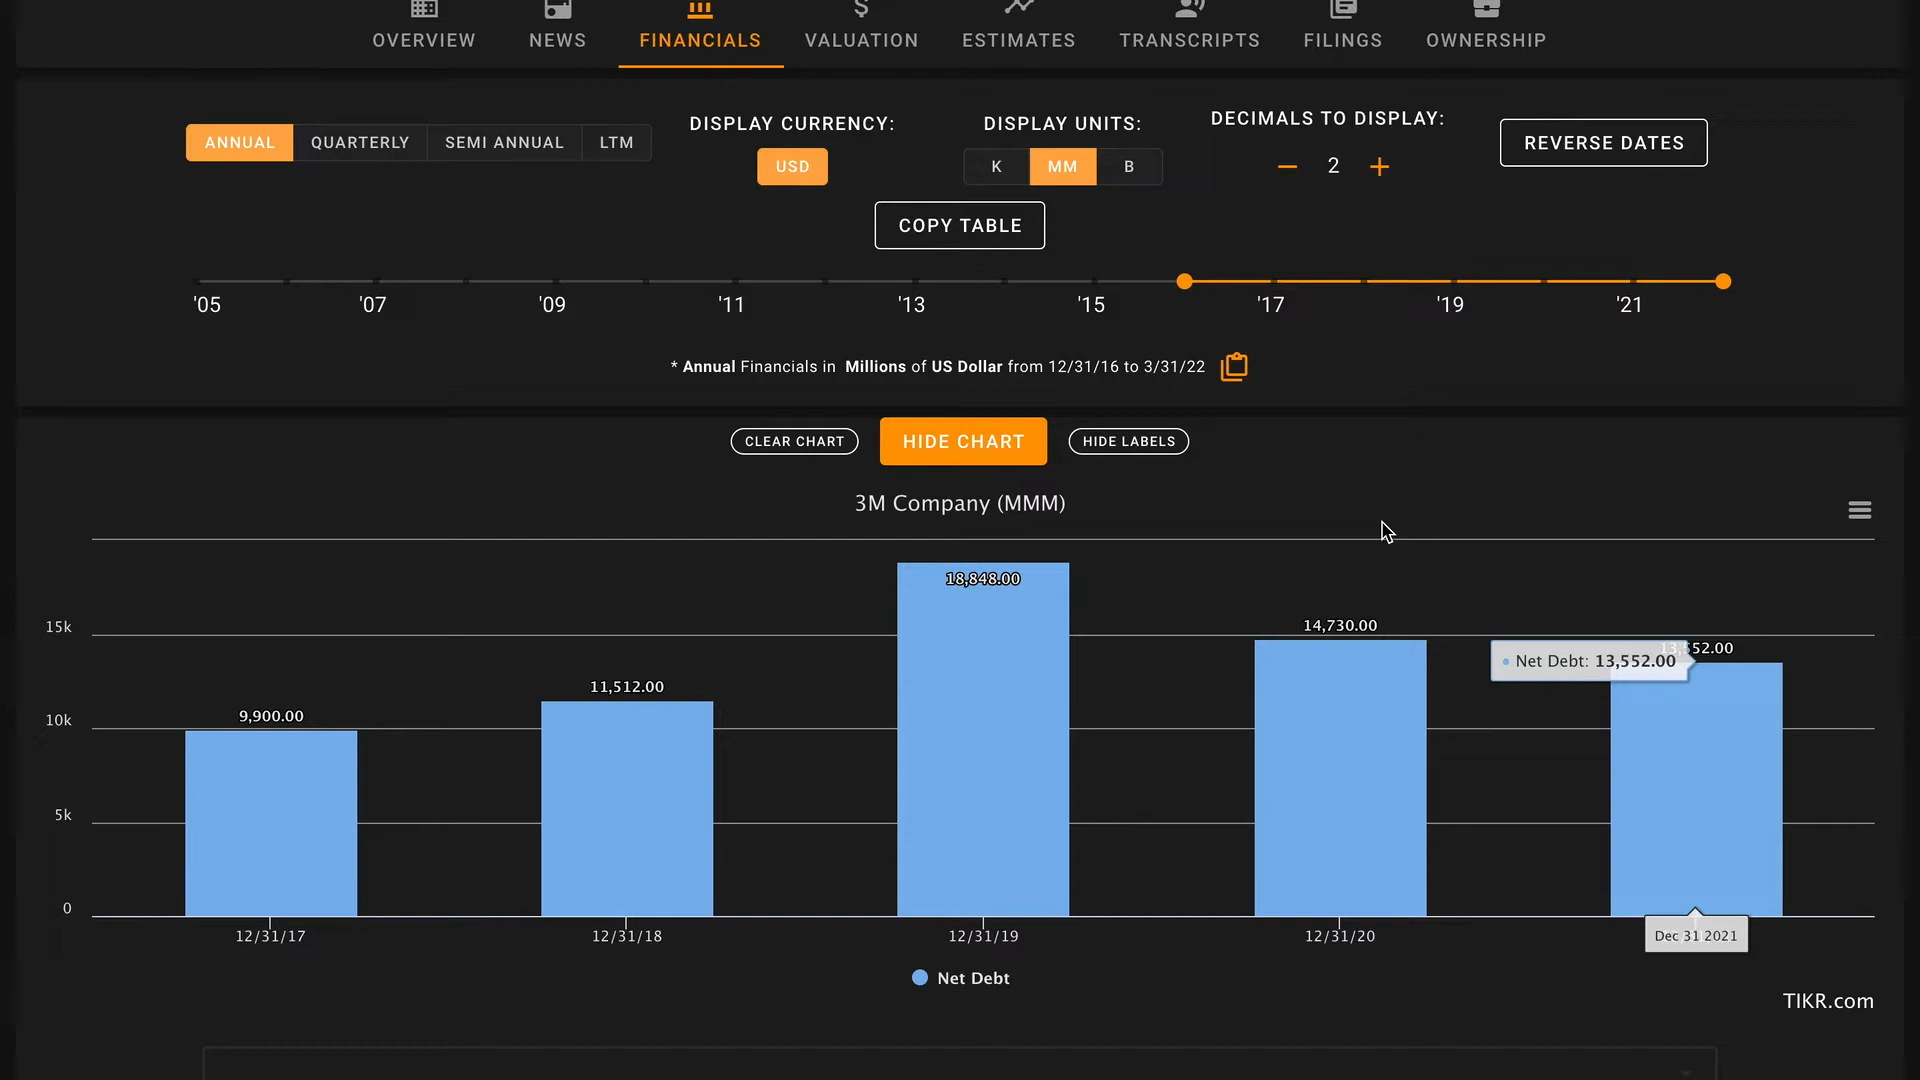 OVERVIEW NEWS FINANCIALS VALUATION ESTIMATES TRANSCRIPTS FILINGS OWNERSHIP
ANNUAL QUARTERLY SEMI ANNUAL LTM
DISPLAY CURRENCY:
USD
DISPLAY UNITS:
K MM B
DECIMALS TO DISPLAY:
− 2 +
REVERSE DATES
COPY TABLE
'05 '07 '09 '11 '13 '15 '17 '19 '21
* Annual Financials in Millions of US Dollar from 12/31/16 to 3/31/22
CLEAR CHART HIDE CHART HIDE LABELS
3M Company (MMM)
18,848.00
15k
14,730.00
13,552.00
Net Debt: 13,552.00
11,512.00
9,900.00
10k
5k
0
12/31/17 12/31/18 12/31/19 12/31/20 Dec 31 2021
Net Debt
TIKR.com